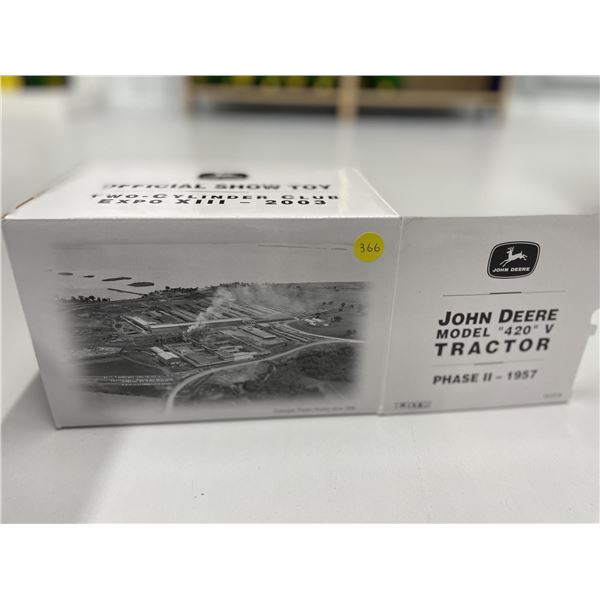 OFFICIAL SHOW TOY
TWO-CYLINDER CLUB
EXPO XIII - 2003
366
JOHN DEERE
JOHN DEERE
MODEL "420" V
TRACTOR
PHASE II - 1957